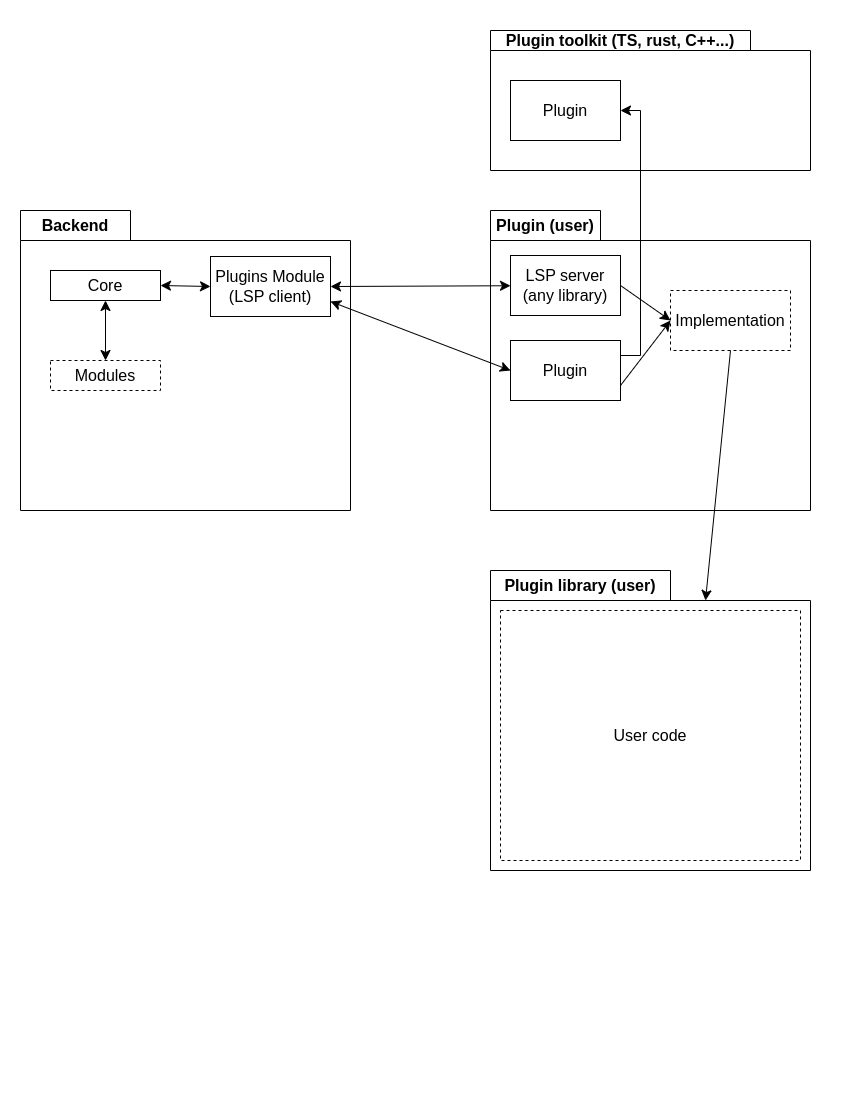 Plugin toolkit (TS, rust, C++...)
Plugin
Backend
Core
Plugins Module
(LSP client)
Modules
Plugin (user)
LSP server
(any library)
Implementation
Plugin
Plugin library (user)
User code